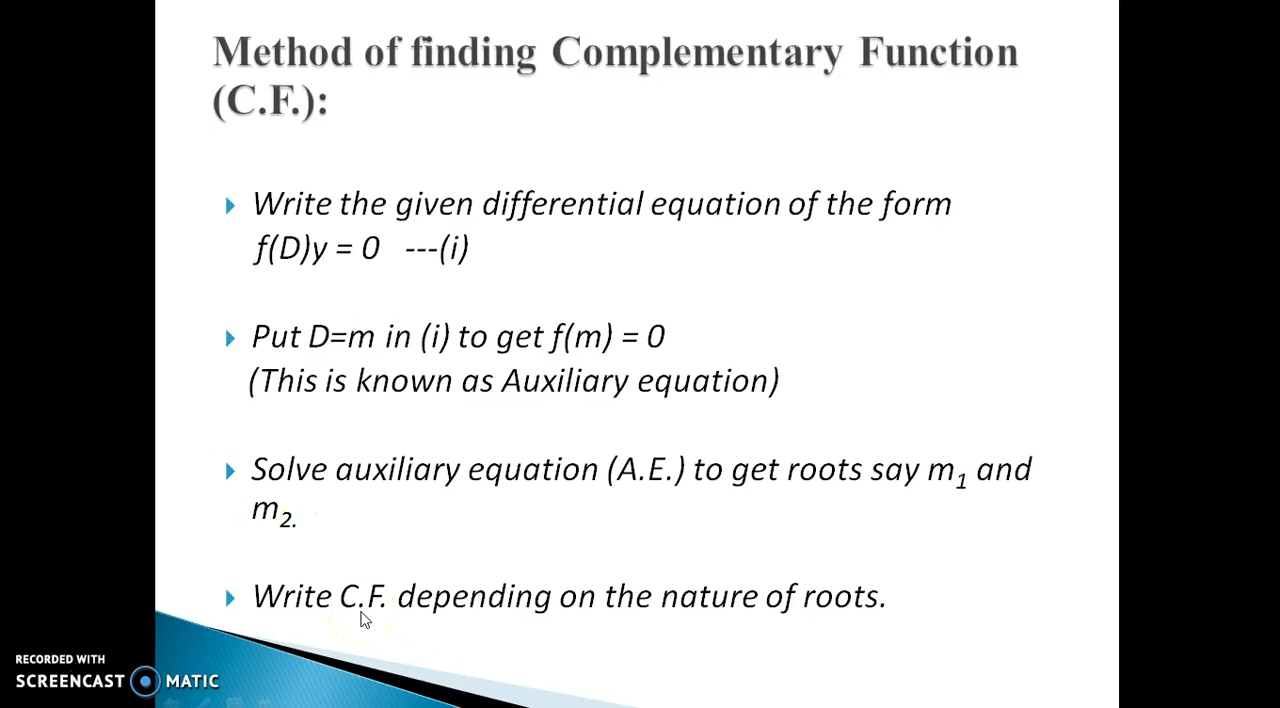 Method of finding Complementary Function
(C.F.):
Write the given differential equation of the form
f(D)y = 0 ---(i)
Put D=m in (i) to get f(m) = 0
(This is known as Auxiliary equation)
Solve auxiliary equation (A.E.) to get roots say m₁ and
m₂.
Write C.F. depending on the nature of roots.
RECORDED WITH
SCREENCAST MATIC